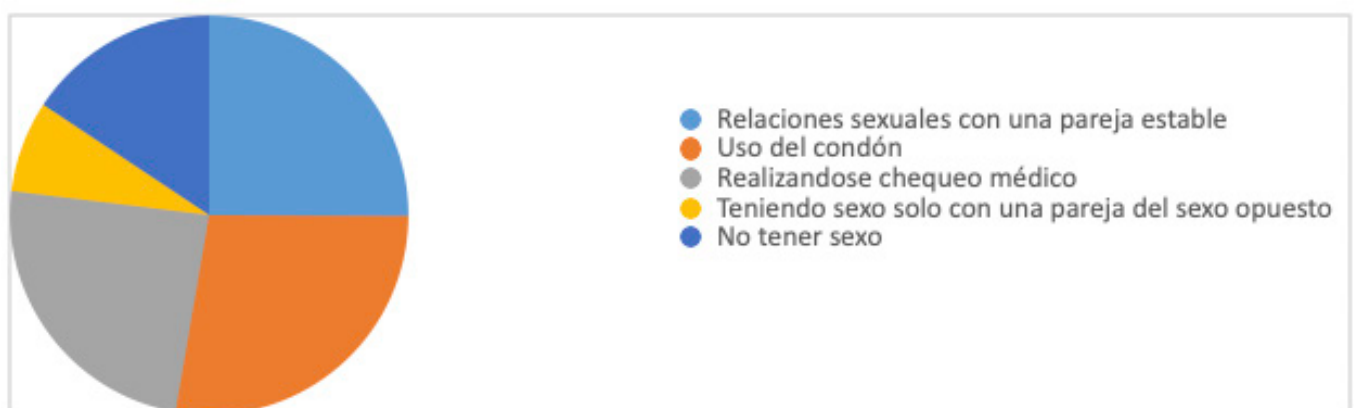 Relaciones sexuales con una pareja estable
Uso del condón
Realizandose chequeo médico
Teniendo sexo solo con una pareja del sexo opuesto
No tener sexo